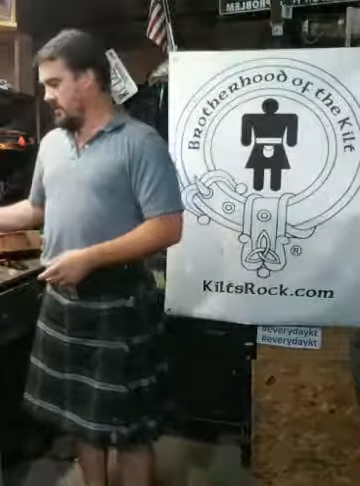 PROBLEM
Brotherhood of the Kilt
®
KiltsRock.com
#everydaykt
#everydaykt